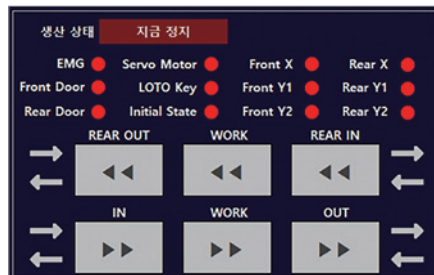 생산 상태 지금 정지
EMG Servo Motor Front X Rear X
Front Door LOTO Key Front Y1 Rear Y1
Rear Door Initial State Front Y2 Rear Y2
REAR OUT WORK REAR IN
IN WORK OUT